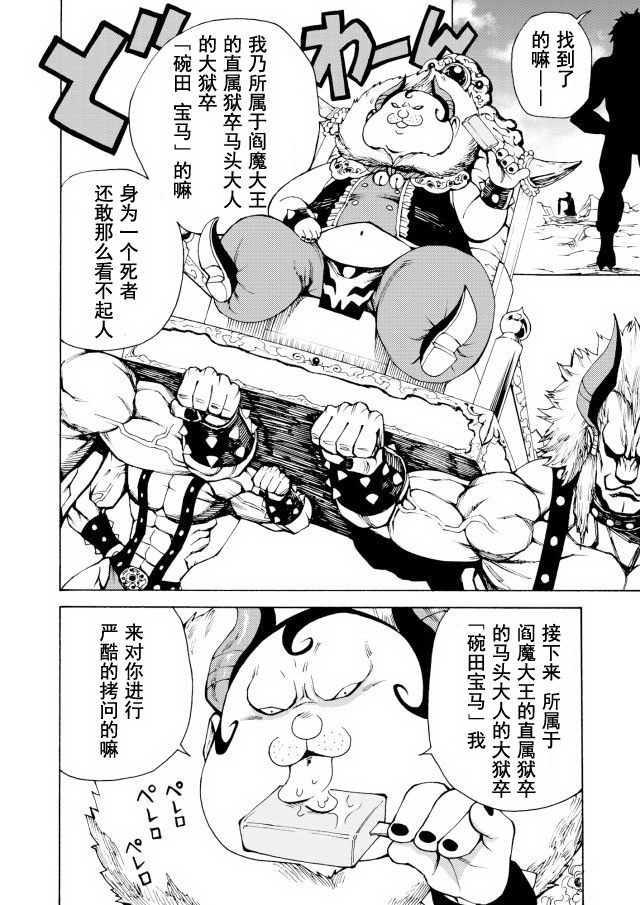 找到了
的嘛——
どわーん
我乃所属于阎魔大王
的直属狱卒马头大人
的大狱卒
「碗田 宝马」的嘛
身为一个死者
还敢那么看不起人
接下来 所属于
阎魔大王的直属狱卒
的马头大人的大狱卒
「碗田宝马」我
来对你进行
严酷的拷问的嘛
ペーレロ
ペーレロ